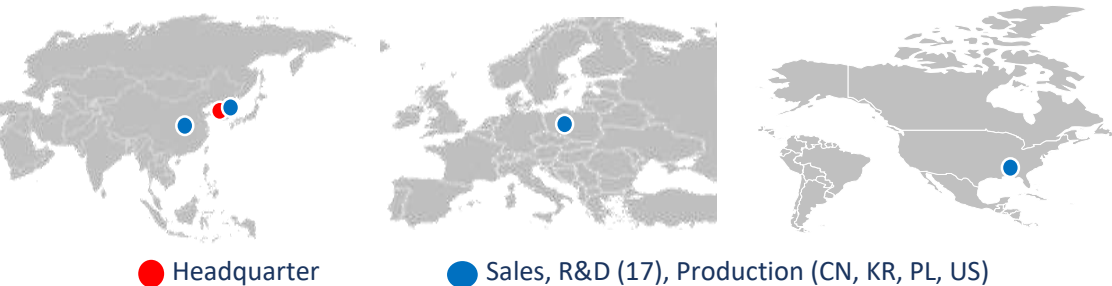 Headquarter
Sales, R&D (17), Production (CN, KR, PL, US)